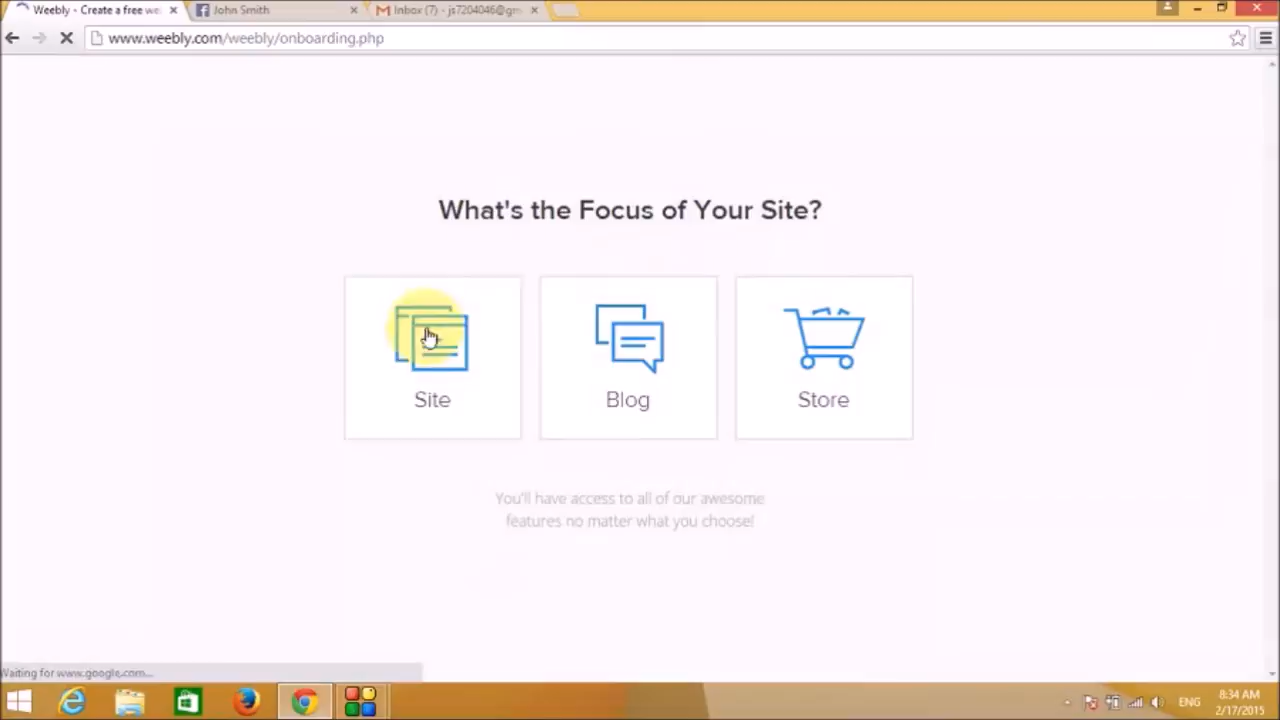 Weebly - Create a free we
John Smith
Inbox (7) - js7204046@gm
www.weebly.com/weebly/onboarding.php
What's the Focus of Your Site?
Site
Blog
Store
You'll have access to all of our awesome
features no matter what you choose!
Waiting for www.google.com...
ENG
8:34 AM
2/17/2015